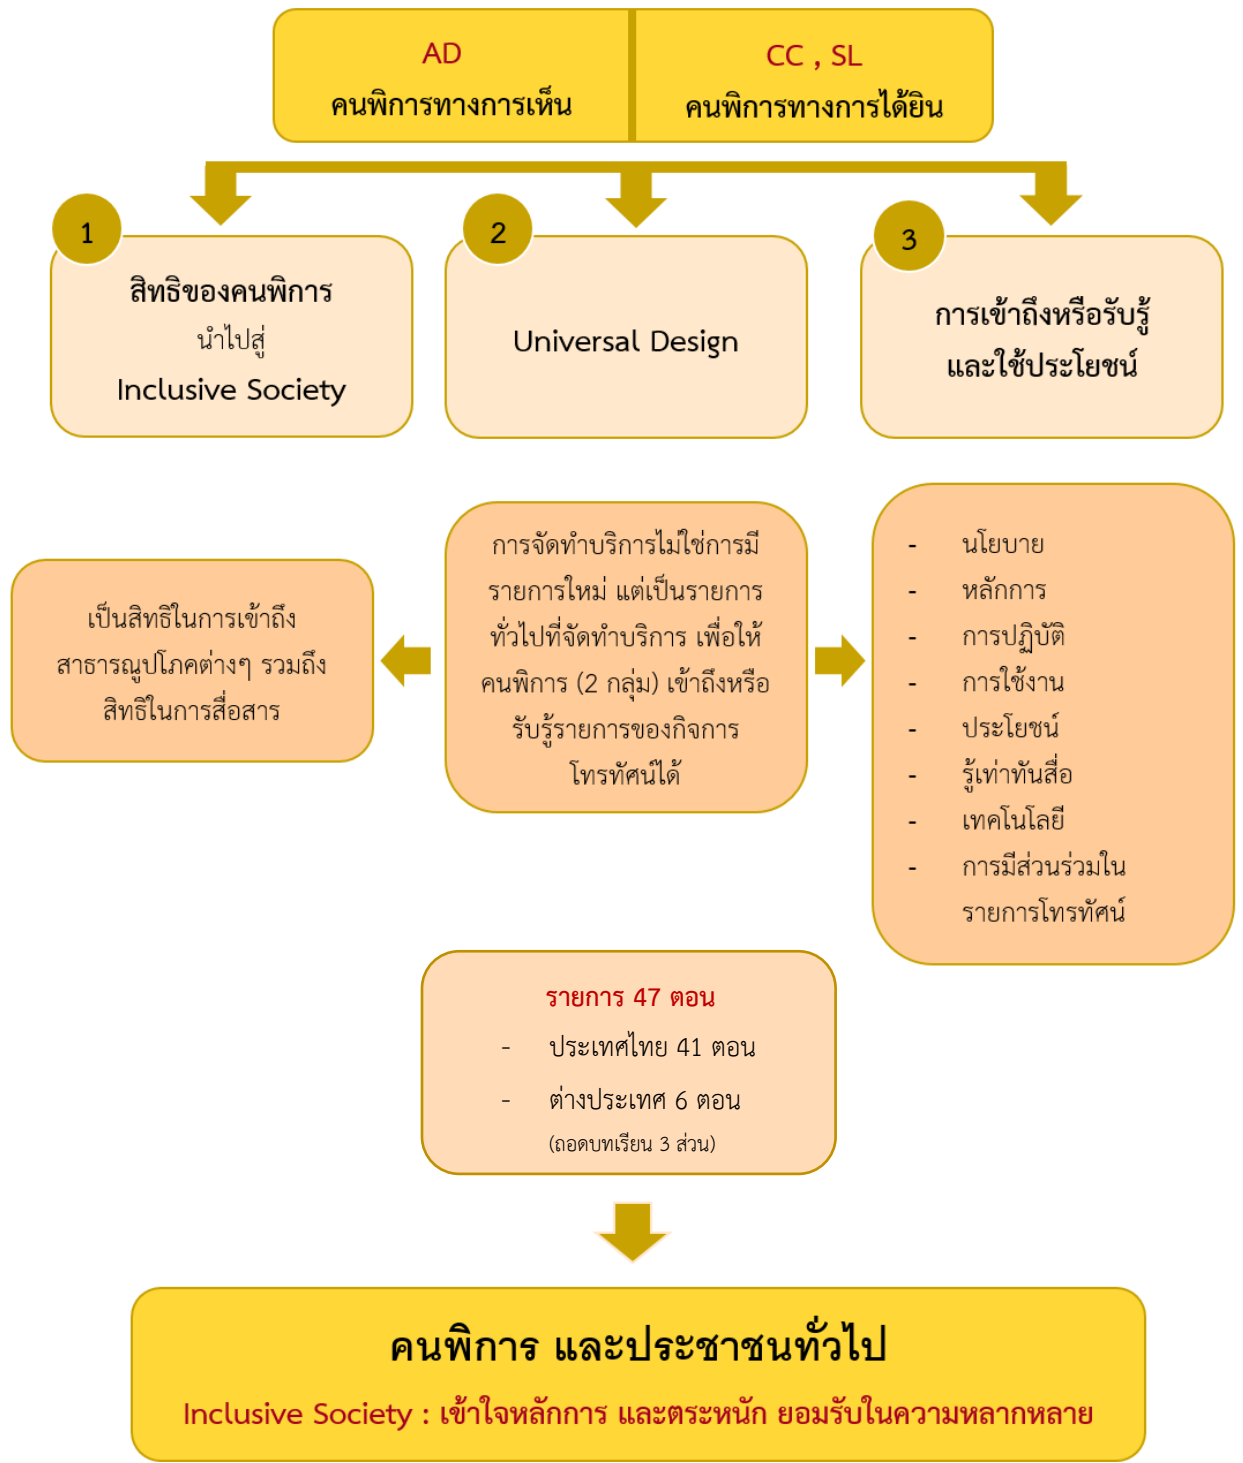 AD
คนพิการทางการเห็น
CC , SL
คนพิการทางการได้ยิน
1
สิทธิของคนพิการ
นำไปสู่
Inclusive Society
2
Universal Design
3
การเข้าถึงหรือรับรู้
และใช้ประโยชน์
เป็นสิทธิในการเข้าถึง
สาธารณูปโภคต่างๆ รวมถึง
สิทธิในการสื่อสาร
การจัดทำบริการไม่ใช่การมี
รายการใหม่ แต่เป็นรายการ
ทั่วไปที่จัดทำบริการ เพื่อให้
คนพิการ (2 กลุ่ม) เข้าถึงหรือ
รับรู้รายการของกิจการ
โทรทัศน์ได้
- นโยบาย
- หลักการ
- การปฏิบัติ
- การใช้งาน
- ประโยชน์
- รู้เท่าทันสื่อ
- เทคโนโลยี
- การมีส่วนร่วมใน
รายการโทรทัศน์
รายการ 47 ตอน
- ประเทศไทย 41 ตอน
- ต่างประเทศ 6 ตอน
(ถอดบทเรียน 3 ส่วน)
คนพิการ และประชาชนทั่วไป
Inclusive Society : เข้าใจหลักการ และตระหนัก ยอมรับในความหลากหลาย